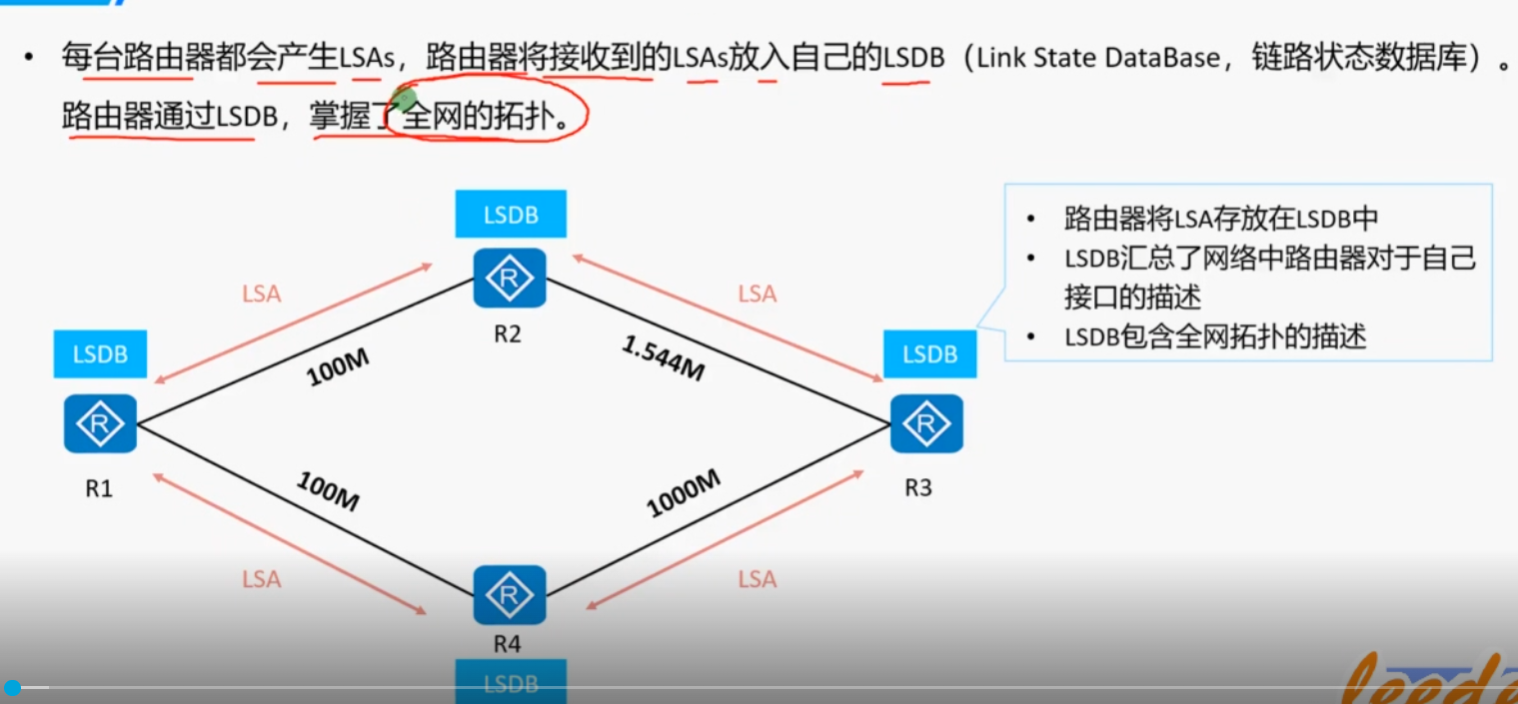 • 每台路由器都会产生LSAs，路由器将接收到的LSAs放入自己的LSDB（Link State DataBase，链路状态数据库）。
路由器通过LSDB，掌握了全网的拓扑。
LSDB
• 路由器将LSA存放在LSDB中
• LSDB汇总了网络中路由器对于自己
接口的描述
• LSDB包含全网拓扑的描述
R
LSA
LSA
R2
LSDB
LSDB
100M
1.544M
R
R
R1
R3
100M
1000M
LSA
LSA
R
R4
LSDB